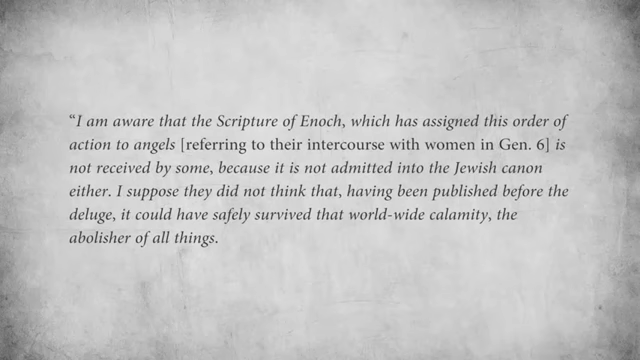 “I am aware that the Scripture of Enoch, which has assigned this order of
action to angels [referring to their intercourse with women in Gen. 6] is
not received by some, because it is not admitted into the Jewish canon
either. I suppose they did not think that, having been published before the
deluge, it could have safely survived that world-wide calamity, the
abolisher of all things.